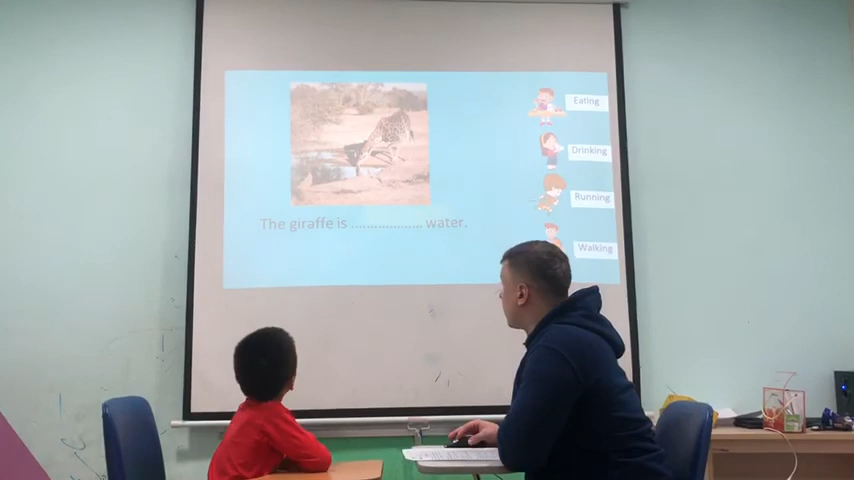 Eating
Drinking
Running
The giraffe is ................... water.
Walking